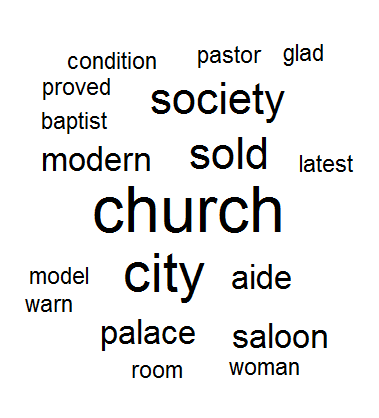 condition pastor glad
proved
society
baptist
modern sold latest
church
model city aide
warn
palace saloon
room woman